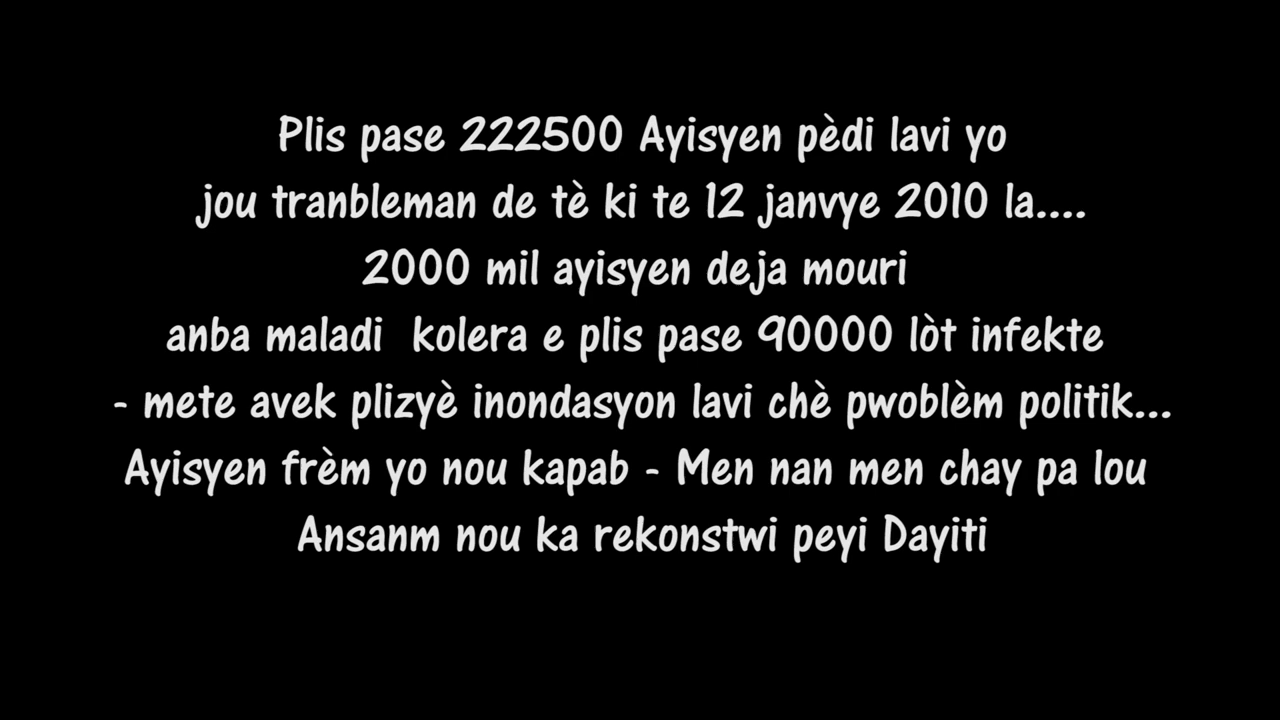 Plis pase 222500 Ayisyen pèdi lavi yo
jou tranbleman de tè ki te 12 janvye 2010 la....
2000 mil ayisyen deja mouri
anba maladi  kolera e plis pase 90000 lòt infekte
- mete avek plizyè inondasyon lavi chè pwoblèm politik...
Ayisyen frèm yo nou kapab - Men nan men chay pa lou
Ansanm nou ka rekonstwi peyi Dayiti